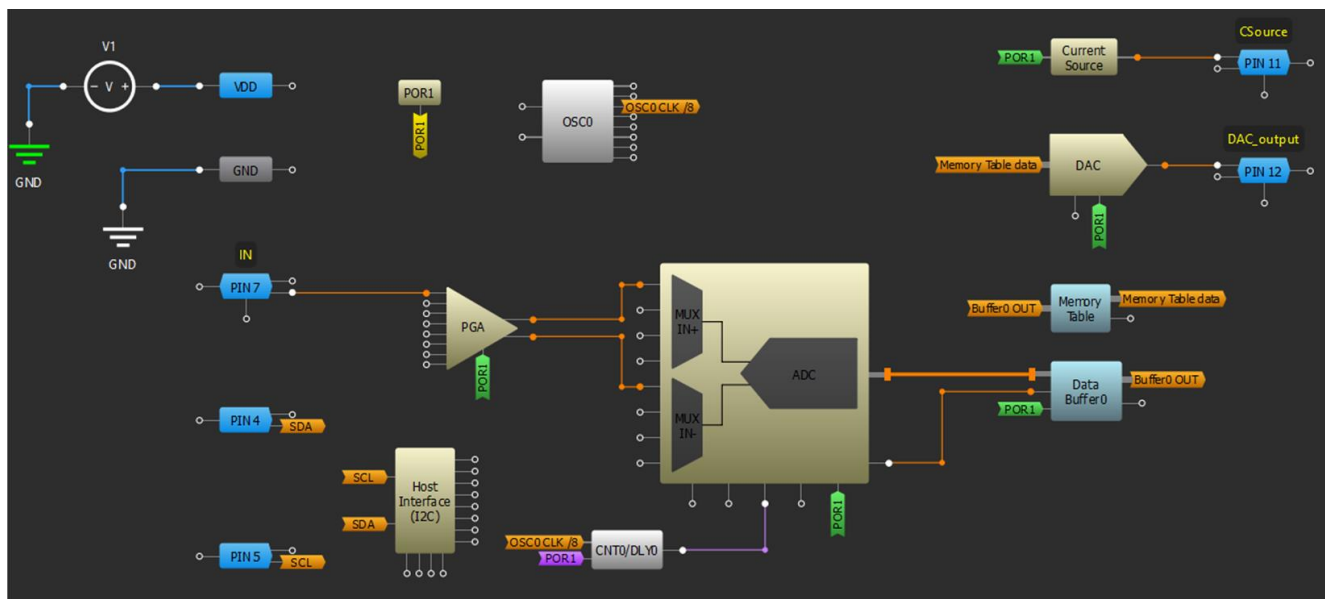 V1
− V +
VDD
GND
GND
GND
POR1
POR1
OSC0
OSC0 CLK /8
POR1
Current
Source
CSource
PIN 11
Memory Table data
DAC
POR1
DAC_output
PIN 12
IN
PIN 7
PGA
POR1
MUX
IN+
MUX
IN-
ADC
POR1
Buffer0 OUT
Memory
Table
Memory Table data
POR1
Data
Buffer0
Buffer0 OUT
PIN 4
SDA
SCL
SDA
Host
Interface
(I2C)
PIN 5
SCL
OSC0 CLK /8
POR1
CNT0/DLY0